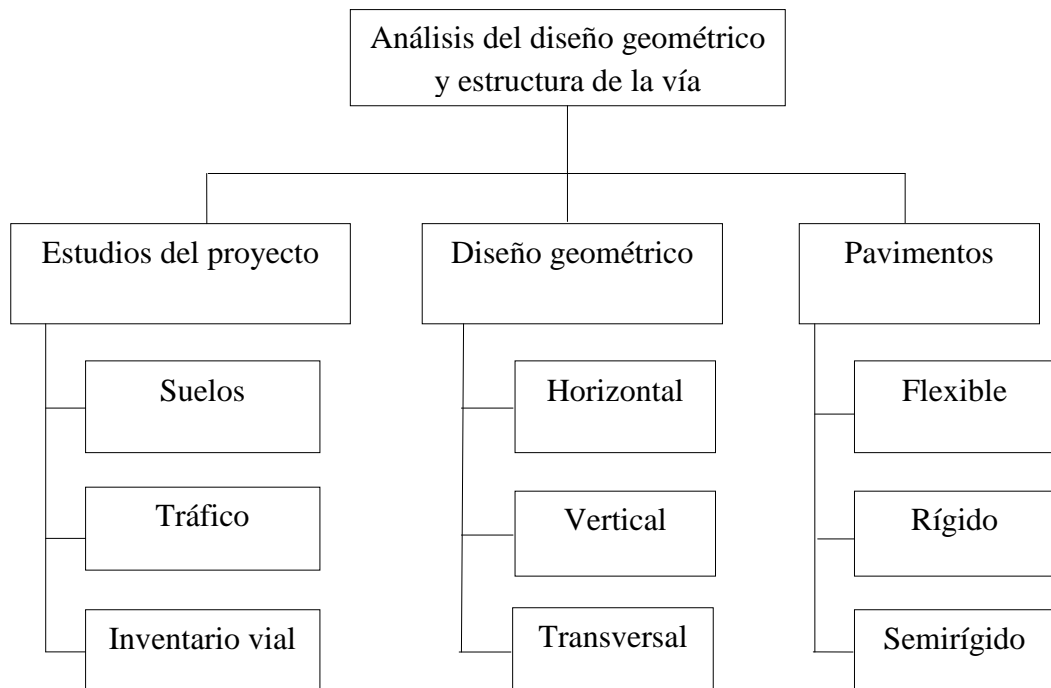 Análisis del diseño geométrico
y estructura de la vía
Estudios del proyecto
Diseño geométrico
Pavimentos
Suelos
Horizontal
Flexible
Tráfico
Vertical
Rígido
Inventario vial
Transversal
Semirígido